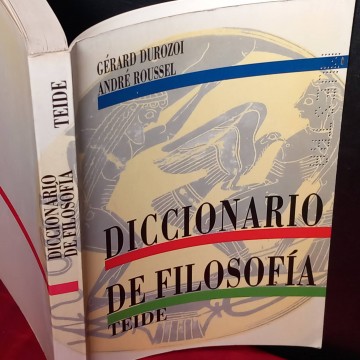 GÉRARD DUROZOI
ANDRÉ ROUSSEL
DICCIONARIO
DE FILOSOFÍA
TEIDE
DICCIONARIO
DE FILOSOFÍA
TEIDE